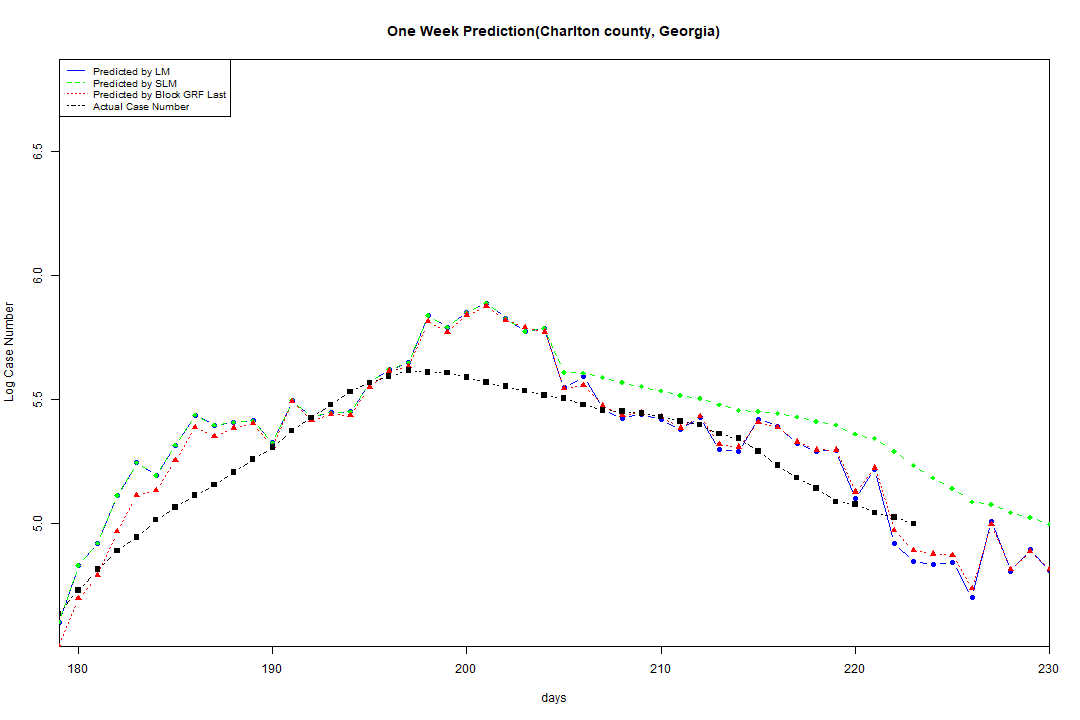 One Week Prediction(Charlton county, Georgia)
Predicted by LM
Predicted by SLM
Predicted by Block GRF Last
Actual Case Number
6.5
6.0
5.5
5.0
Log Case Number
180 190 200 210 220 230
days